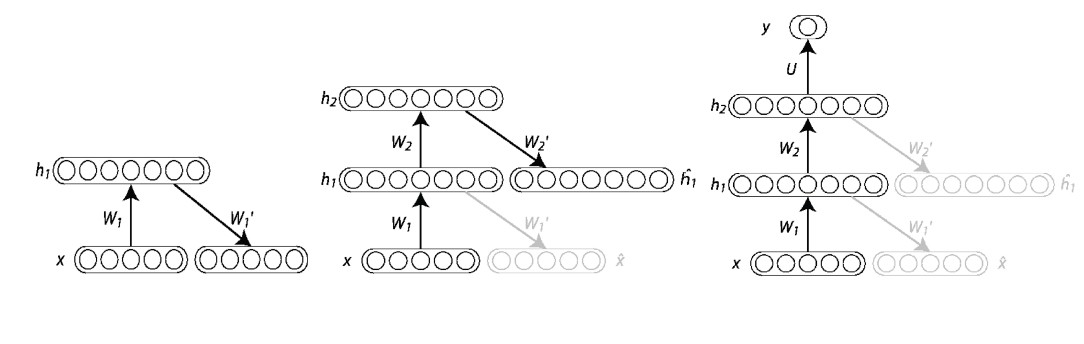 h₁
W₁ W₁'
x
h₂
W₂ W₂'
h₁ ĥ₁
W₁ W₁'
x x̂
y
U
h₂
W₂ W₂'
h₁ ĥ₁
W₁ W₁'
x x̂